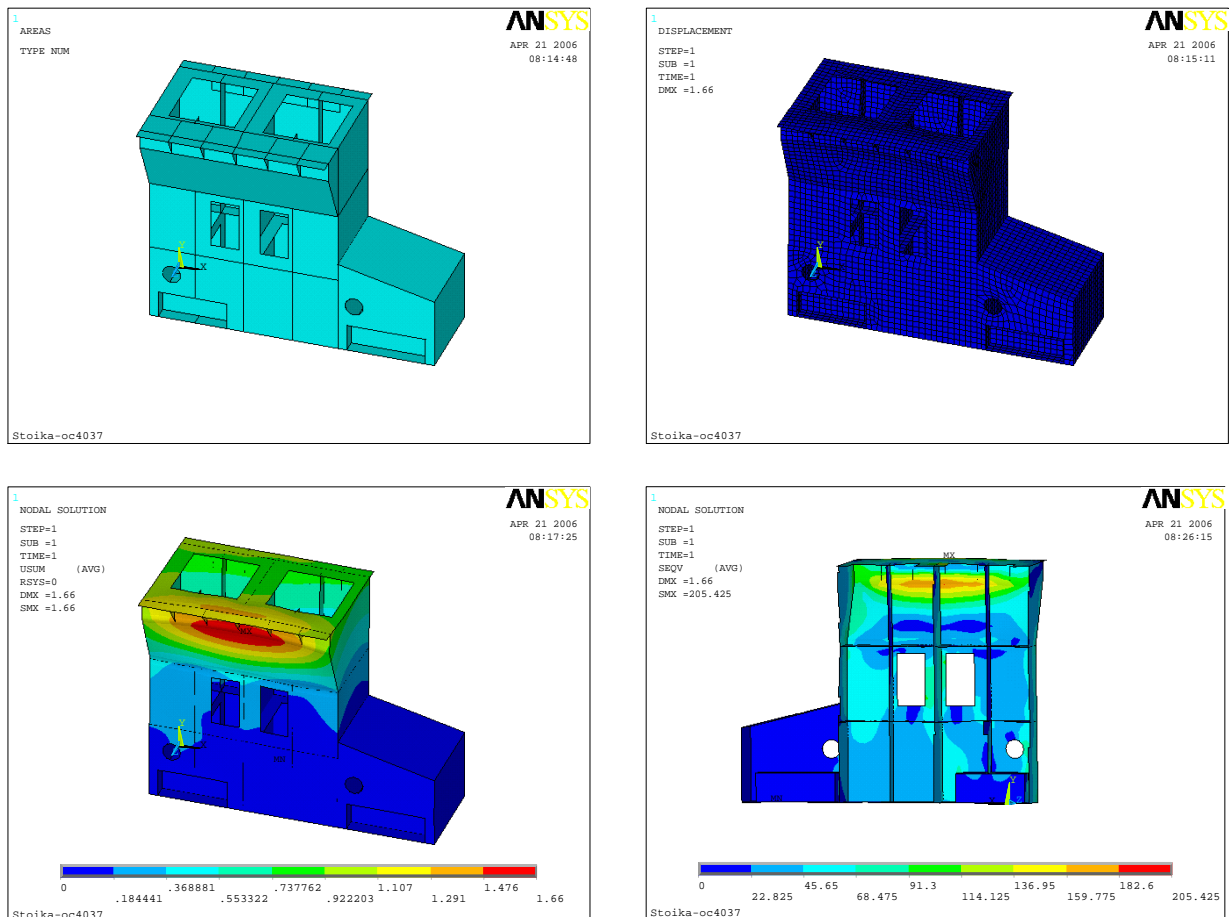 1
ANSYS
AREAS
TYPE NUM
APR 21 2006
08:14:48
Y
X
Stoika-oc4037
1
ANSYS
DISPLACEMENT
STEP=1
SUB =1
TIME=1
DMX =1.66
APR 21 2006
08:15:11
Y
Stoika-oc4037
1
ANSYS
NODAL SOLUTION
STEP=1
SUB =1
TIME=1
USUM (AVG)
RSYS=0
DMX =1.66
SMX =1.66
APR 21 2006
08:17:25
MX
Y
X
0 .368881 .737762 1.1107 1.476
.184441 .553322 .922203 1.291 1.66
Stoika-oc4037
1
ANSYS
NODAL SOLUTION
STEP=1
SUB =1
TIME=1
SEQV (AVG)
DMX =1.66
SMX =205.425
APR 21 2006
08:26:15
MX
Y
0 45.65 91.3 136.95 182.6
22.825 68.475 114.125 159.775 205.425
Stoika-oc4037